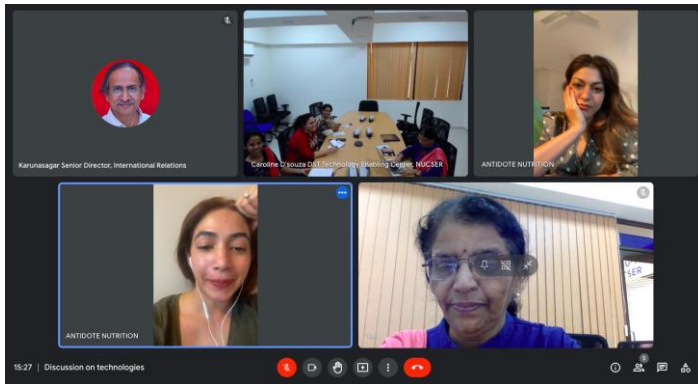 Karunasagar Senior Director, International Relations
Caroline D'souza DST Technology Enabling Center, NUCSER
ANTIDOTE NUTRITION
ANTIDOTE NUTRITION
SER
15:27 | Discussion on technologies